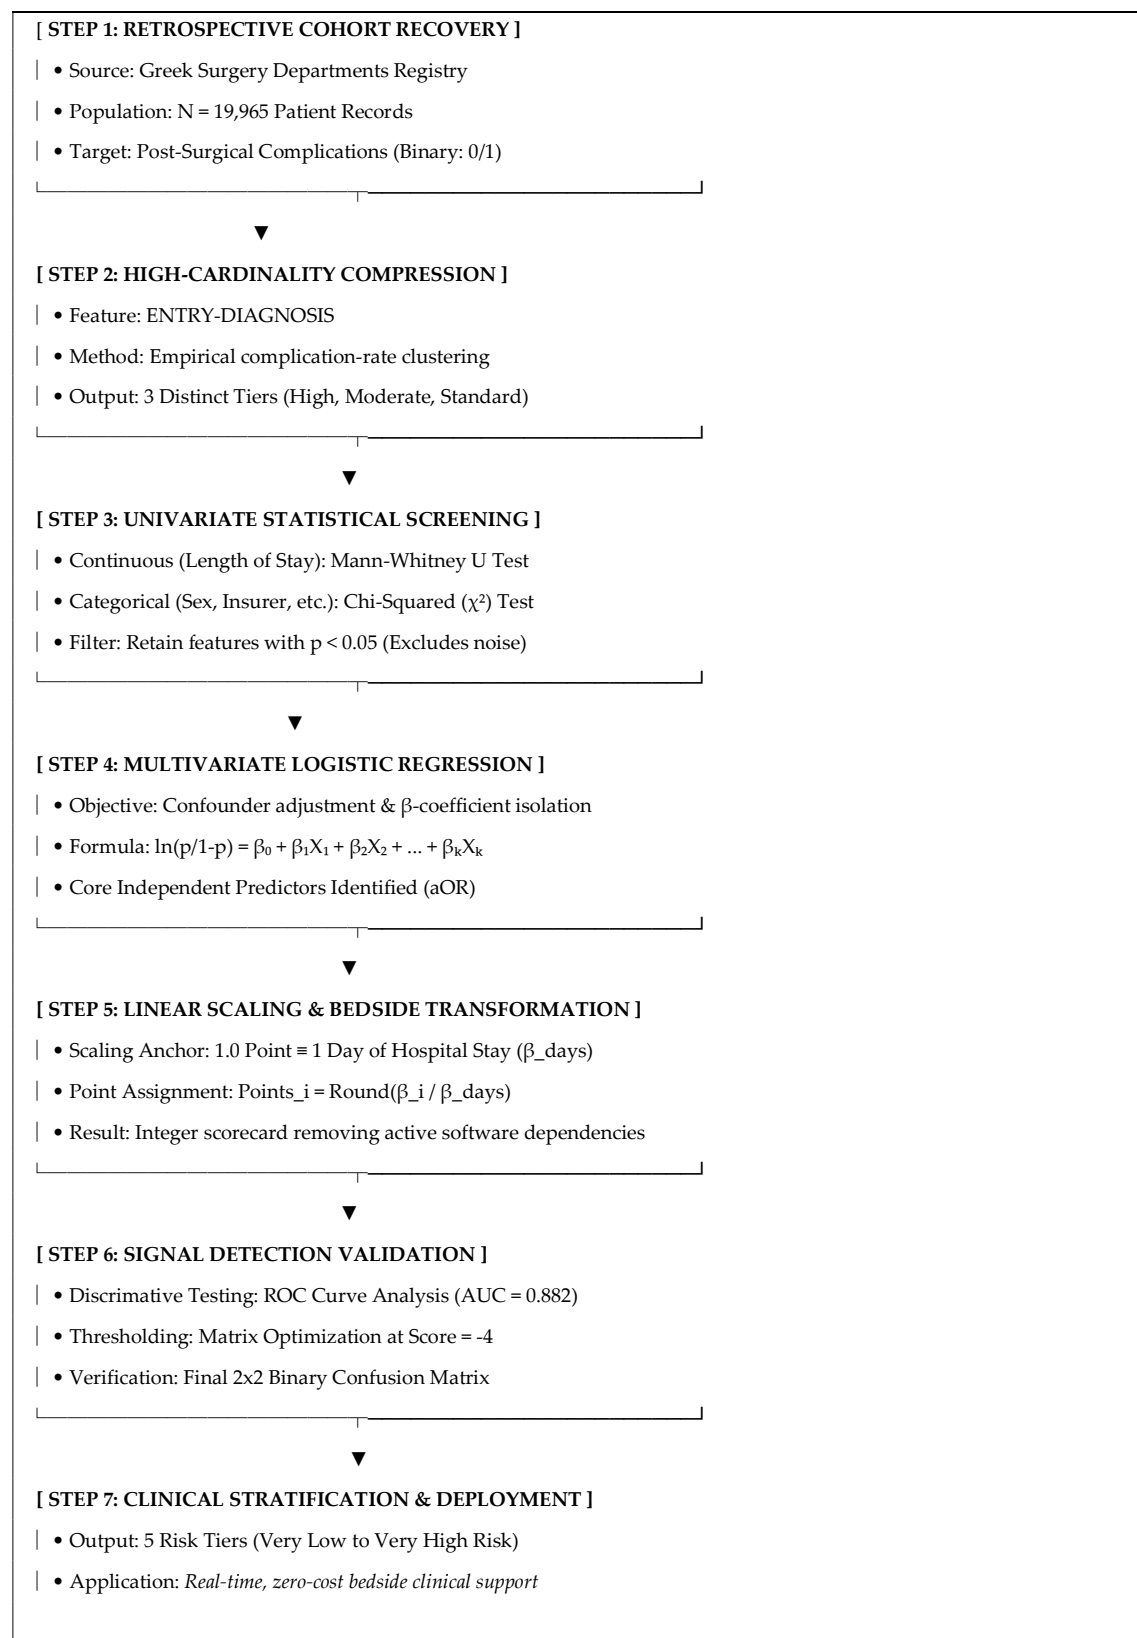 [ STEP 1: RETROSPECTIVE COHORT RECOVERY ]
│ • Source: Greek Surgery Departments Registry
│ • Population: N = 19,965 Patient Records
│ • Target: Post-Surgical Complications (Binary: 0/1)
▼
[ STEP 2: HIGH-CARDINALITY COMPRESSION ]
│ • Feature: ENTRY-DIAGNOSIS
│ • Method: Empirical complication-rate clustering
│ • Output: 3 Distinct Tiers (High, Moderate, Standard)
▼
[ STEP 3: UNIVARIATE STATISTICAL SCREENING ]
│ • Continuous (Length of Stay): Mann-Whitney U Test
│ • Categorical (Sex, Insurer, etc.): Chi-Squared (χ²) Test
│ • Filter: Retain features with p < 0.05 (Excludes noise)
▼
[ STEP 4: MULTIVARIATE LOGISTIC REGRESSION ]
│ • Objective: Confounder adjustment & β-coefficient isolation
│ • Formula: ln(p/1-p) = β₀ + β₁X₁ + β₂X₂ + ... + βₖXₖ
│ • Core Independent Predictors Identified (aOR)
▼
[ STEP 5: LINEAR SCALING & BEDSIDE TRANSFORMATION ]
│ • Scaling Anchor: 1.0 Point ≡ 1 Day of Hospital Stay (β_days)
│ • Point Assignment: Points_i = Round(β_i / β_days)
│ • Result: Integer scorecard removing active software dependencies
▼
[ STEP 6: SIGNAL DETECTION VALIDATION ]
│ • Discrimative Testing: ROC Curve Analysis (AUC = 0.882)
│ • Thresholding: Matrix Optimization at Score = -4
│ • Verification: Final 2x2 Binary Confusion Matrix
▼
[ STEP 7: CLINICAL STRATIFICATION & DEPLOYMENT ]
│ • Output: 5 Risk Tiers (Very Low to Very High Risk)
│ • Application: Real-time, zero-cost bedside clinical support